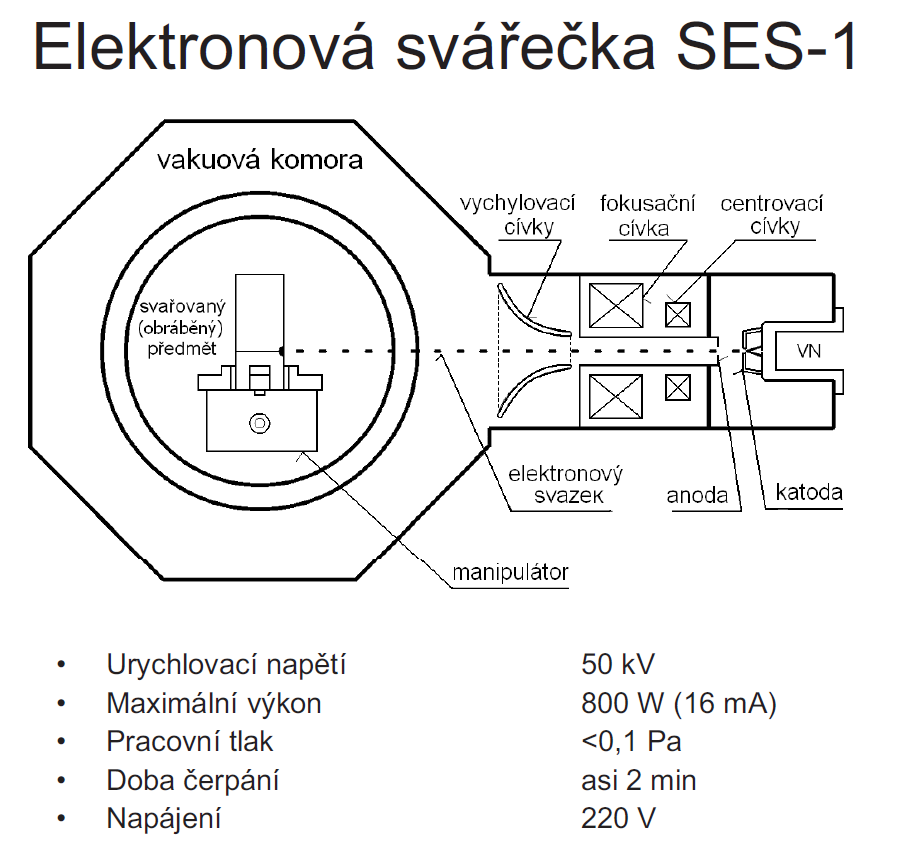 Elektronová svářečka SES-1
vakuová komora
vychylovací
cívky
fokusační
cívka
centrovací
cívky
svařovaný
(obráběný)
předmět
VN
elektronový
svazek
anoda
katoda
manipulátor
• Urychlovací napětí 50 kV
• Maximální výkon 800 W (16 mA)
• Pracovní tlak <0,1 Pa
• Doba čerpání asi 2 min
• Napájení 220 V